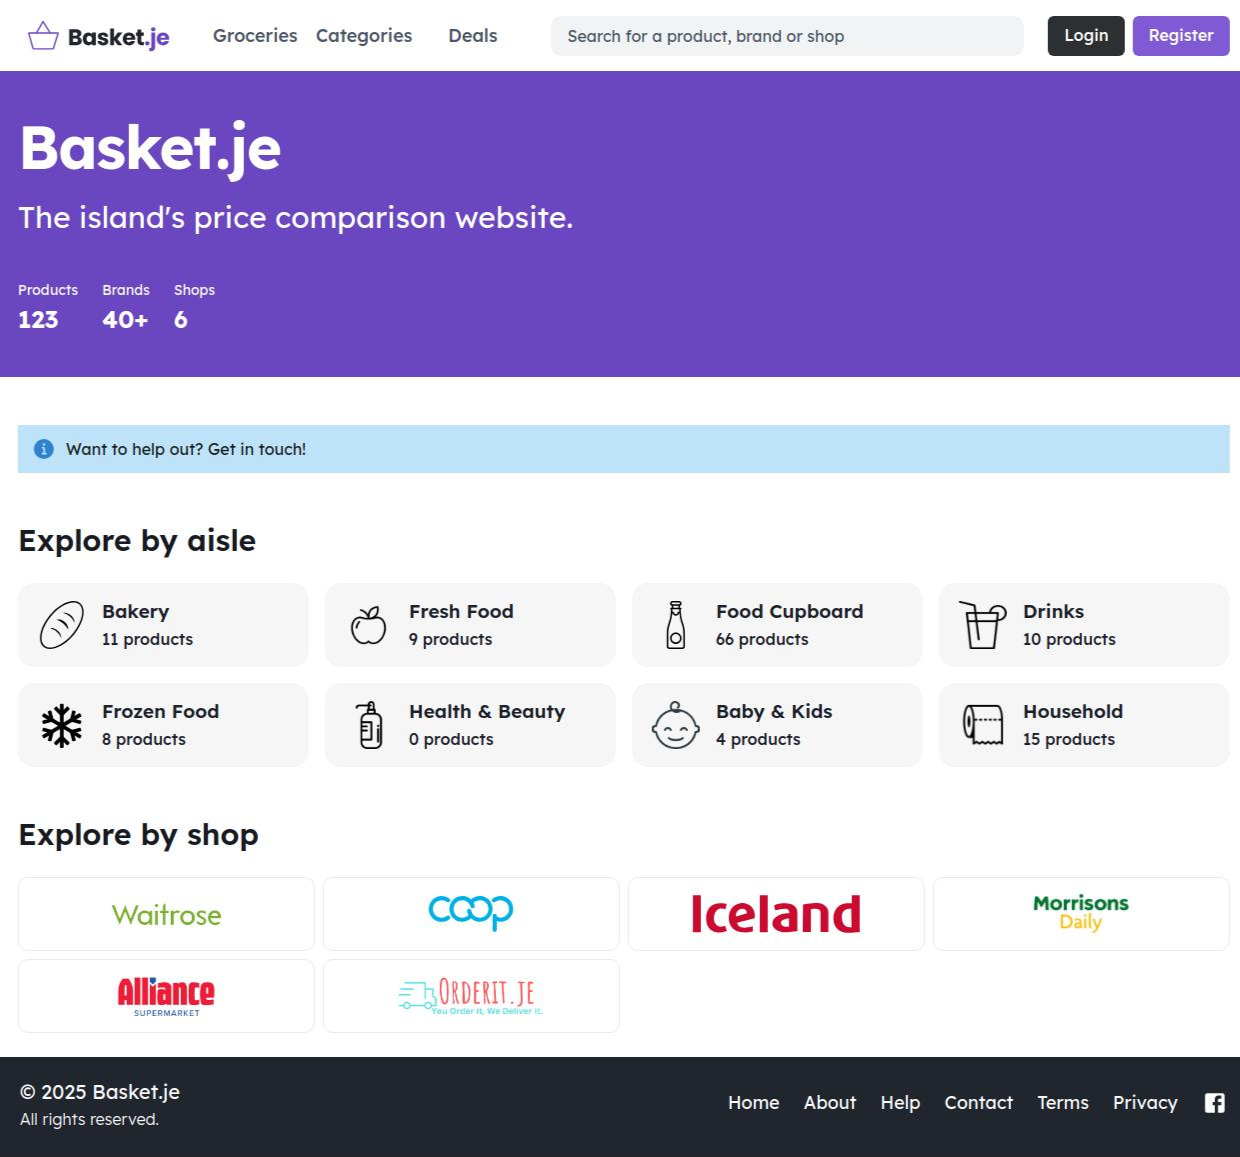 Basket.je
Groceries Categories Deals
Search for a product, brand or shop
Login Register
Basket.je
The island's price comparison website.
Products Brands Shops
123 40+ 6
Want to help out? Get in touch!
Explore by aisle
Bakery
11 products
Fresh Food
9 products
Food Cupboard
66 products
Drinks
10 products
Frozen Food
8 products
Health & Beauty
0 products
Baby & Kids
4 products
Household
15 products
Explore by shop
Waitrose
coop
Iceland
Morrisons
Daily
Alliance
SUPERMARKET
ORDERIT.JE
You Order It, We Deliver It.
© 2025 Basket.je
All rights reserved.
Home About Help Contact Terms Privacy